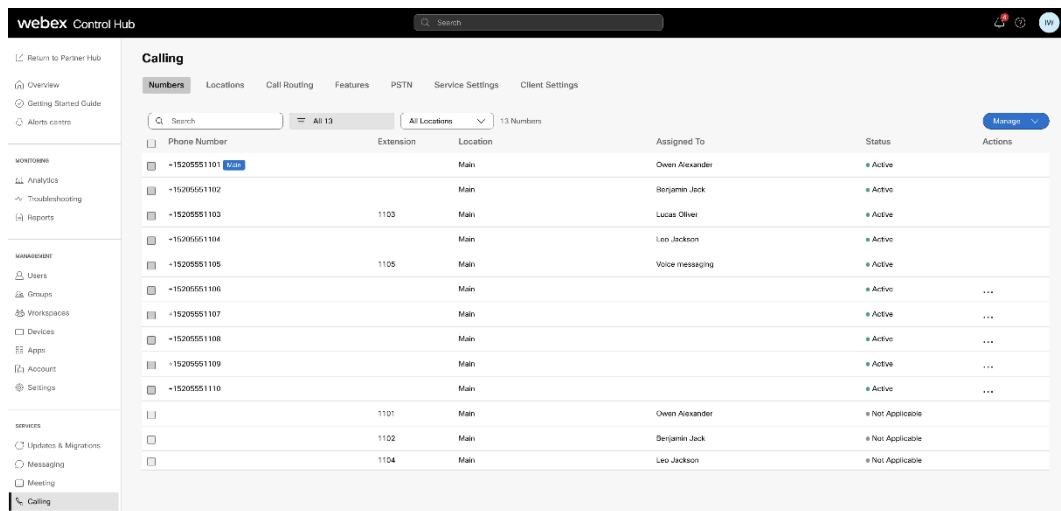 webex Control Hub
Search
4
IW
Return to Partner Hub
Overview
Getting Started Guide
Alerts centre
MONITORING
Analytics
Troubleshooting
Reports
MANAGEMENT
Users
Groups
Workspaces
Devices
Apps
Account
Settings
SERVICES
Updates & Migrations
Messaging
Meeting
Calling
Calling
Numbers Locations Call Routing Features PSTN Service Settings Client Settings
Search All 13 All Locations 13 Numbers Manage
Phone Number Extension Location Assigned To Status Actions
+15205551101 Main Main Owen Alexander Active
+15205551102 Main Benjamin Jack Active
+15205551103 1103 Main Lucas Oliver Active
+15205551104 Main Leo Jackson Active
+15205551105 1105 Main Voice messaging Active
+15205551106 Main Active ...
+15205551107 Main Active ...
+15205551108 Main Active ...
+15205551109 Main Active ...
+15205551110 Main Active ...
1101 Main Owen Alexander Not Applicable
1102 Main Benjamin Jack Not Applicable
1104 Main Leo Jackson Not Applicable